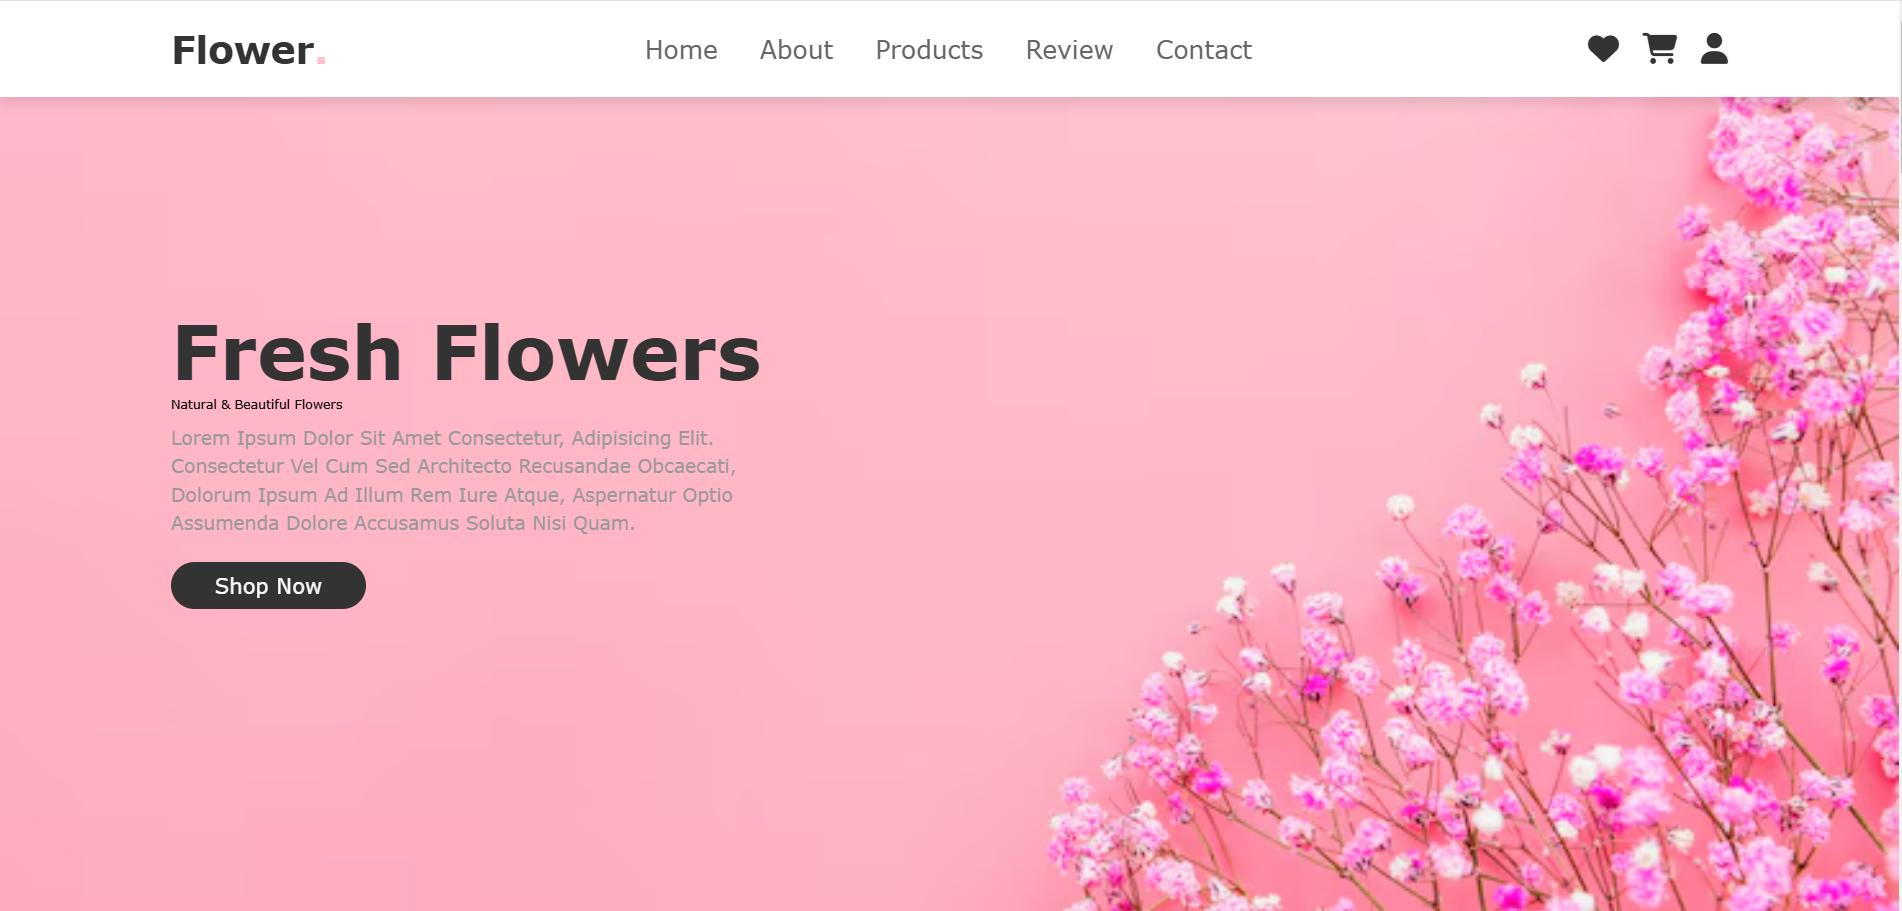 Flower.
Home About Products Review Contact
Fresh Flowers
Natural & Beautiful Flowers
Lorem Ipsum Dolor Sit Amet Consectetur, Adipisicing Elit.
Consectetur Vel Cum Sed Architecto Recusandae Obcaecati,
Dolorum Ipsum Ad Illum Rem Iure Atque, Aspernatur Optio
Assumenda Dolore Accusamus Soluta Nisi Quam.
Shop Now